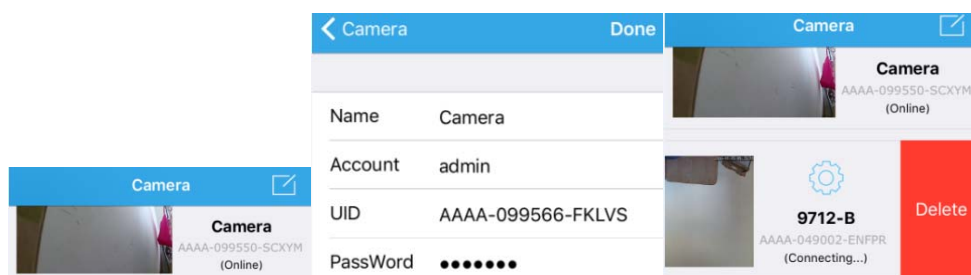 Camera
Camera
AAAA-099550-SCXYM
(Online)
Camera Done
Name Camera
Account admin
UID AAAA-099566-FKLVS
PassWord ●●●●●●●
Camera
Camera
AAAA-099550-SCXYM
(Online)
9712-B
AAAA-049002-ENFPR
(Connecting...)
Delete